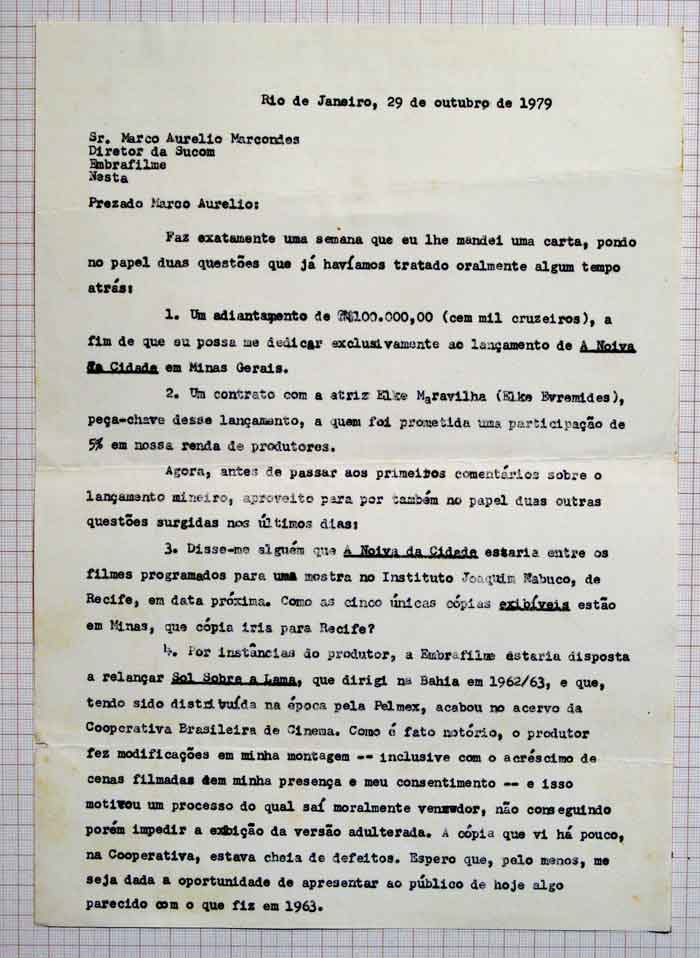 Rio de Janeiro, 29 de outubro de 1979
Sr. Marco Aurelio Marcondes
Diretor da Sucom
Embrafilme
Nesta
Prezado Marco Aurelio:
Faz exatamente uma semana que eu lhe mandei uma carta, pondo
no papel duas questões que já havíamos tratado oralmente algum tempo
atrás:
1. Um adiantamento de CR$100.000,00 (cem mil cruzeiros), a
fim de que eu possa me dedicar exclusivamente ao lançamento de A Noiva
da Cidade em Minas Gerais.
2. Um contrato com a atriz Elke Maravilha (Elke Evremides),
peça-chave desse lançamento, a quem foi prometida uma participação de
5% em nossa renda de produtores.
Agora, antes de passar aos primeiros comentários sobre o
lançamento mineiro, aproveito para por também no papel duas outras
questões surgidas nos últimos dias:
3. Disse-me alguém que A Noiva da Cidade estaria entre os
filmes programados para uma mostra no Instituto Joaquim Nabuco, de
Recife, em data próxima. Como as cinco únicas cópias exibíveis estão
em Minas, que cópia iria para Recife?
4. Por instâncias do produtor, a Embrafilme estaria disposta
a relançar Sol Sobre a Lama, que dirigi na Bahia em 1962/63, e que,
tendo sido distribuída na época pela Pelmex, acabou no acervo da
Cooperativa Brasileira de Cinema. Como é fato notório, o produtor
fez modificações em minha montagem -- inclusive com o acréscimo de
cenas filmadas sem minha presença e meu consentimento -- e isso
motivou um processo do qual saí moralmente vencedor, não conseguindo
porém impedir a exbição da versão adulterada. A cópia que vi há pouco,
na Cooperativa, estava cheia de defeitos. Espero que, pelo menos, me
seja dada a oportunidade de apresentar ao público de hoje algo
parecido com o que fiz em 1963.